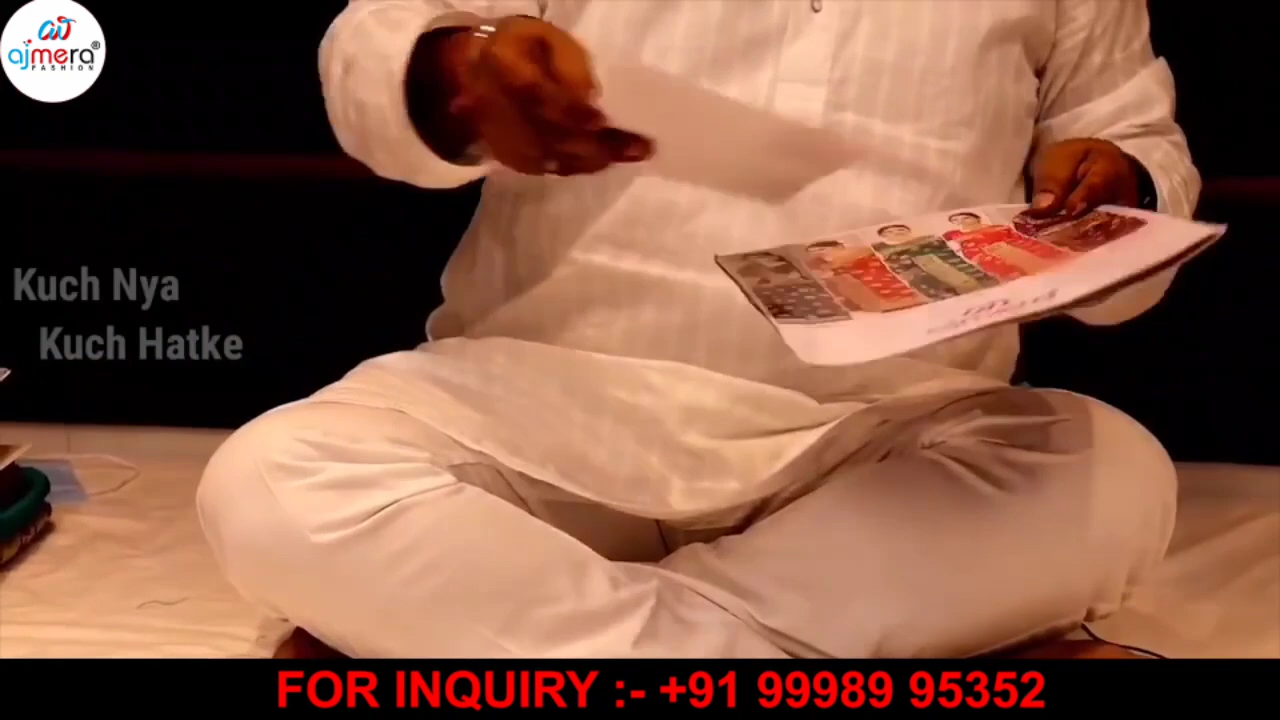 ajmera®
FASHION
Kuch Nya
Kuch Hatke
FOR INQUIRY :- +91 99989 95352